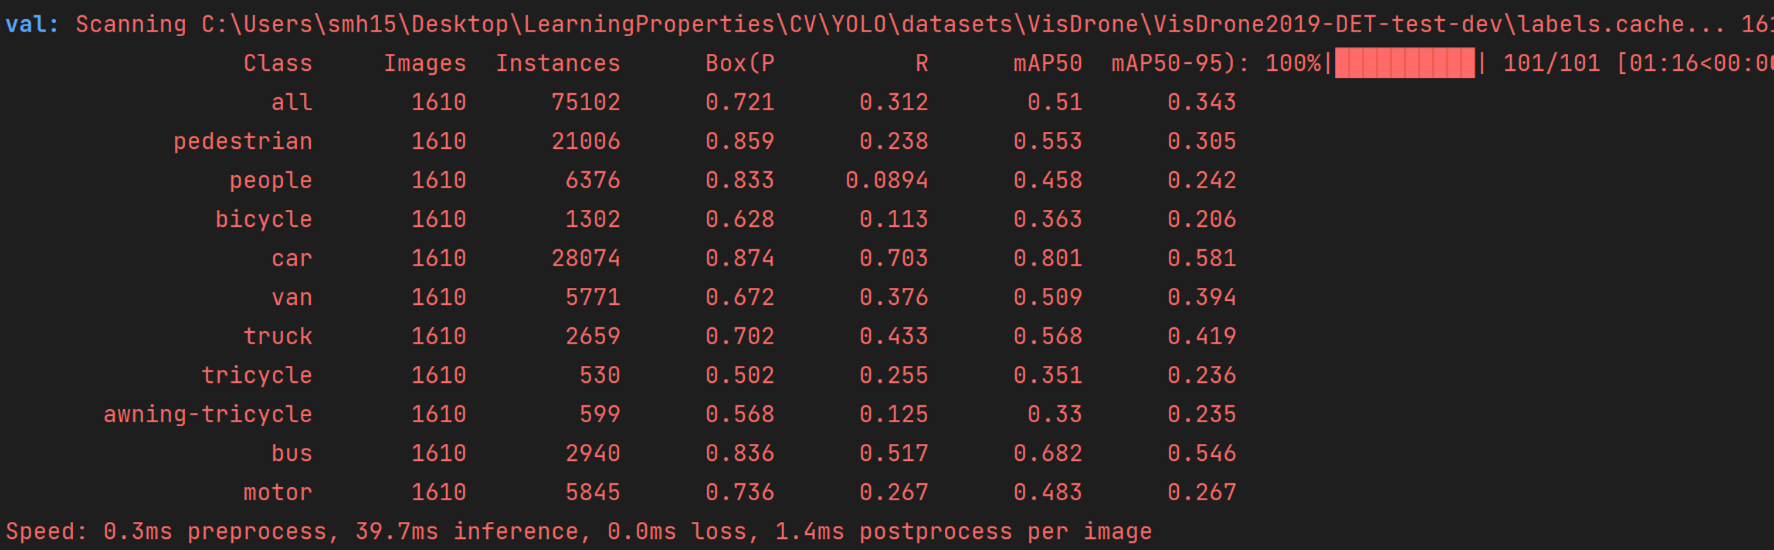 val: Scanning C:\Users\smh15\Desktop\LearningProperties\CV\YOLO\datasets\VisDrone\VisDrone2019-DET-test-dev\labels.cache... 161
Class Images Instances Box(P R mAP50 mAP50-95): 100%|██████████| 101/101 [01:16<00:00
all 1610 75102 0.721 0.312 0.51 0.343
pedestrian 1610 21006 0.859 0.238 0.553 0.305
people 1610 6376 0.833 0.0894 0.458 0.242
bicycle 1610 1302 0.628 0.113 0.363 0.206
car 1610 28074 0.874 0.703 0.801 0.581
van 1610 5771 0.672 0.376 0.509 0.394
truck 1610 2659 0.702 0.433 0.568 0.419
tricycle 1610 530 0.502 0.255 0.351 0.236
awning-tricycle 1610 599 0.568 0.125 0.33 0.235
bus 1610 2940 0.836 0.517 0.682 0.546
motor 1610 5845 0.736 0.267 0.483 0.267
Speed: 0.3ms preprocess, 39.7ms inference, 0.0ms loss, 1.4ms postprocess per image